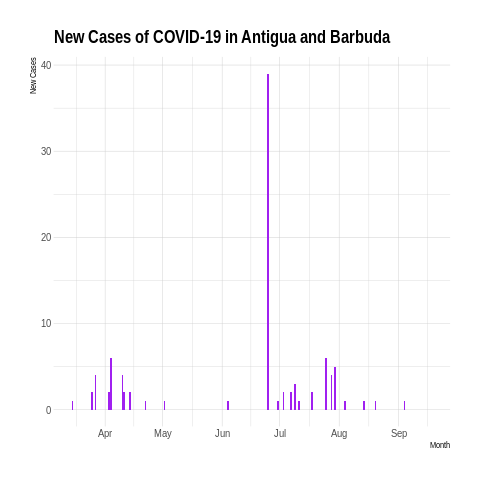 New Cases of COVID-19 in Antigua and Barbuda
New Cases
40
30
20
10
0
Apr May Jun Jul Aug Sep
Month